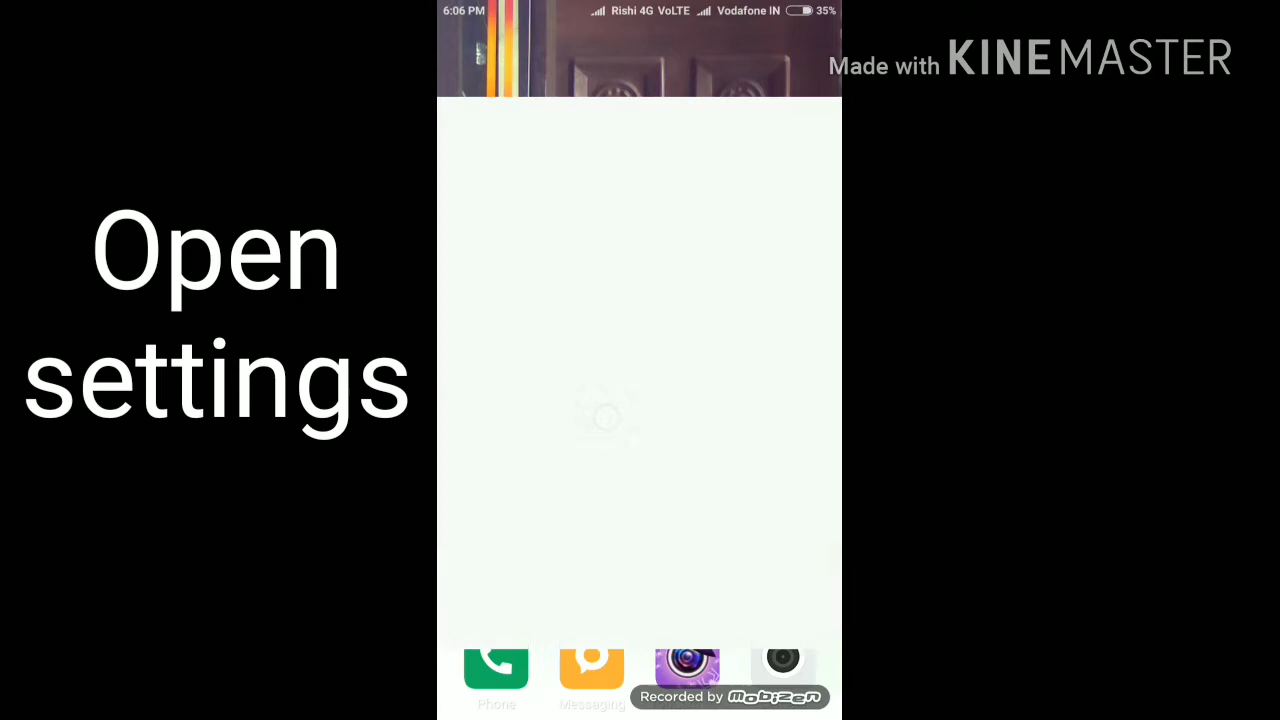 6:06 PM Rishi 4G VoLTE Vodafone IN 35%
Made with KINEMASTER
Open
settings
Phone Messaging
Recorded by mobizen